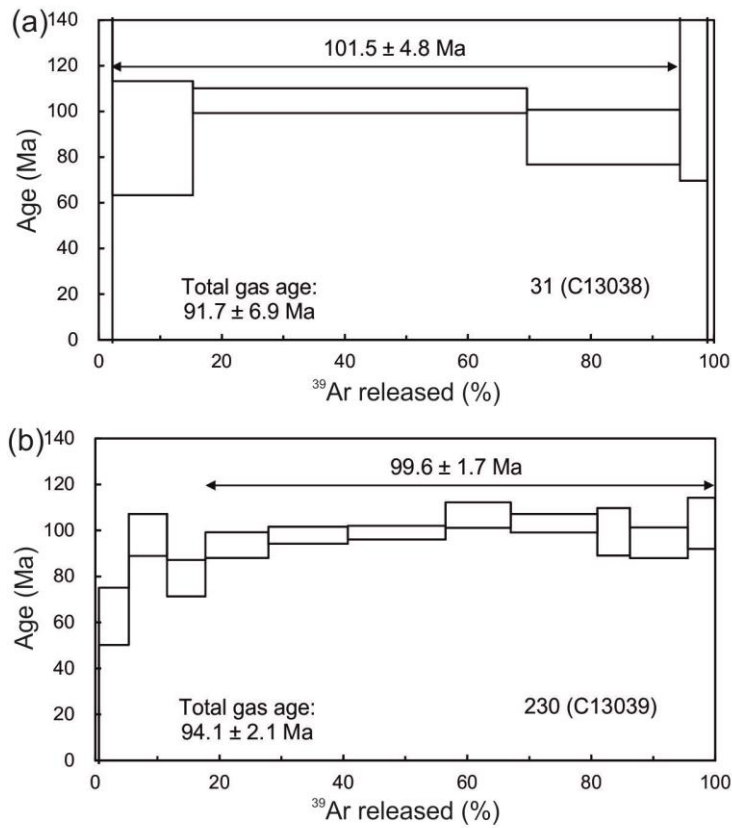 (a)
140
120
100
80
60
40
20
0
Age (Ma)
101.5 ± 4.8 Ma
Total gas age:
91.7 ± 6.9 Ma
31 (C13038)
0 20 40 60 80 100
³⁹Ar released (%)
(b)
140
120
100
80
60
40
20
0
Age (Ma)
99.6 ± 1.7 Ma
Total gas age:
94.1 ± 2.1 Ma
230 (C13039)
0 20 40 60 80 100
³⁹Ar released (%)